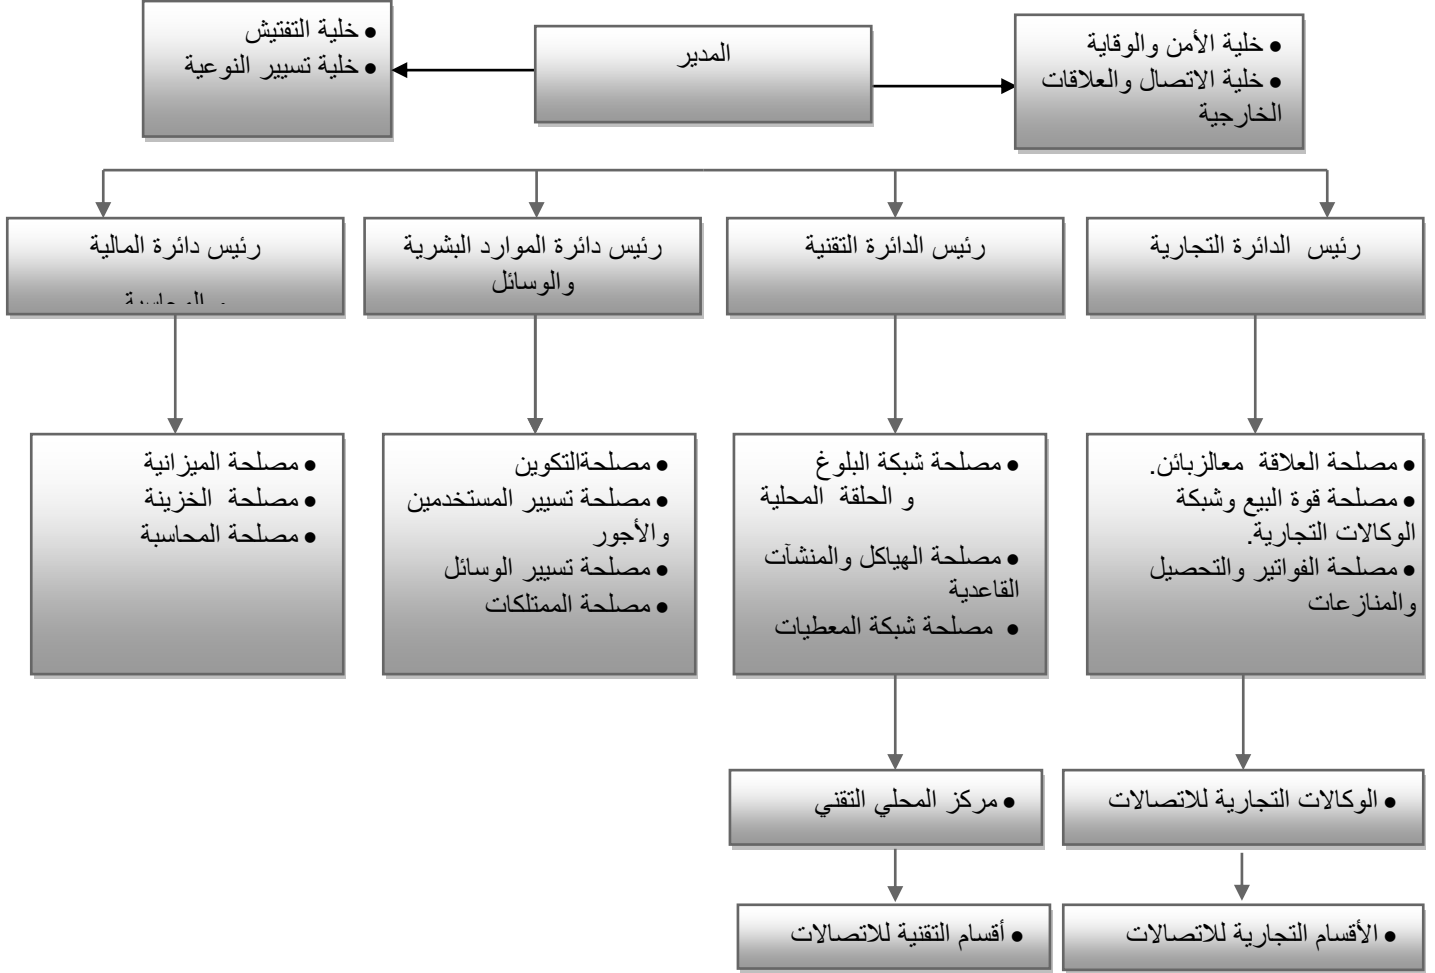 • خلية الأمن والوقاية
• خلية الاتصال والعلاقات
الخارجية
المدير
• خلية التفتيش
• خلية تسيير النوعية
رئيس الدائرة التجارية
رئيس الدائرة التقنية
رئيس دائرة الموارد البشرية
والوسائل
رئيس دائرة المالية
• مصلحة العلاقة معالزبائن.
• مصلحة قوة البيع وشبكة
الوكالات التجارية.
• مصلحة الفواتير والتحصيل
والمنازعات
• مصلحة شبكة البلوغ
و الحلقة المحلية
• مصلحة الهياكل والمنشآت
القاعدية
• مصلحة شبكة المعطيات
• مصلحةالتكوين
• مصلحة تسيير المستخدمين
والأجور
• مصلحة تسيير الوسائل
• مصلحة الممتلكات
• مصلحة الميزانية
• مصلحة الخزينة
• مصلحة المحاسبة
• الوكالات التجارية للاتصالات
• مركز المحلي التقني
• الأقسام التجارية للاتصالات
• أقسام التقنية للاتصالات